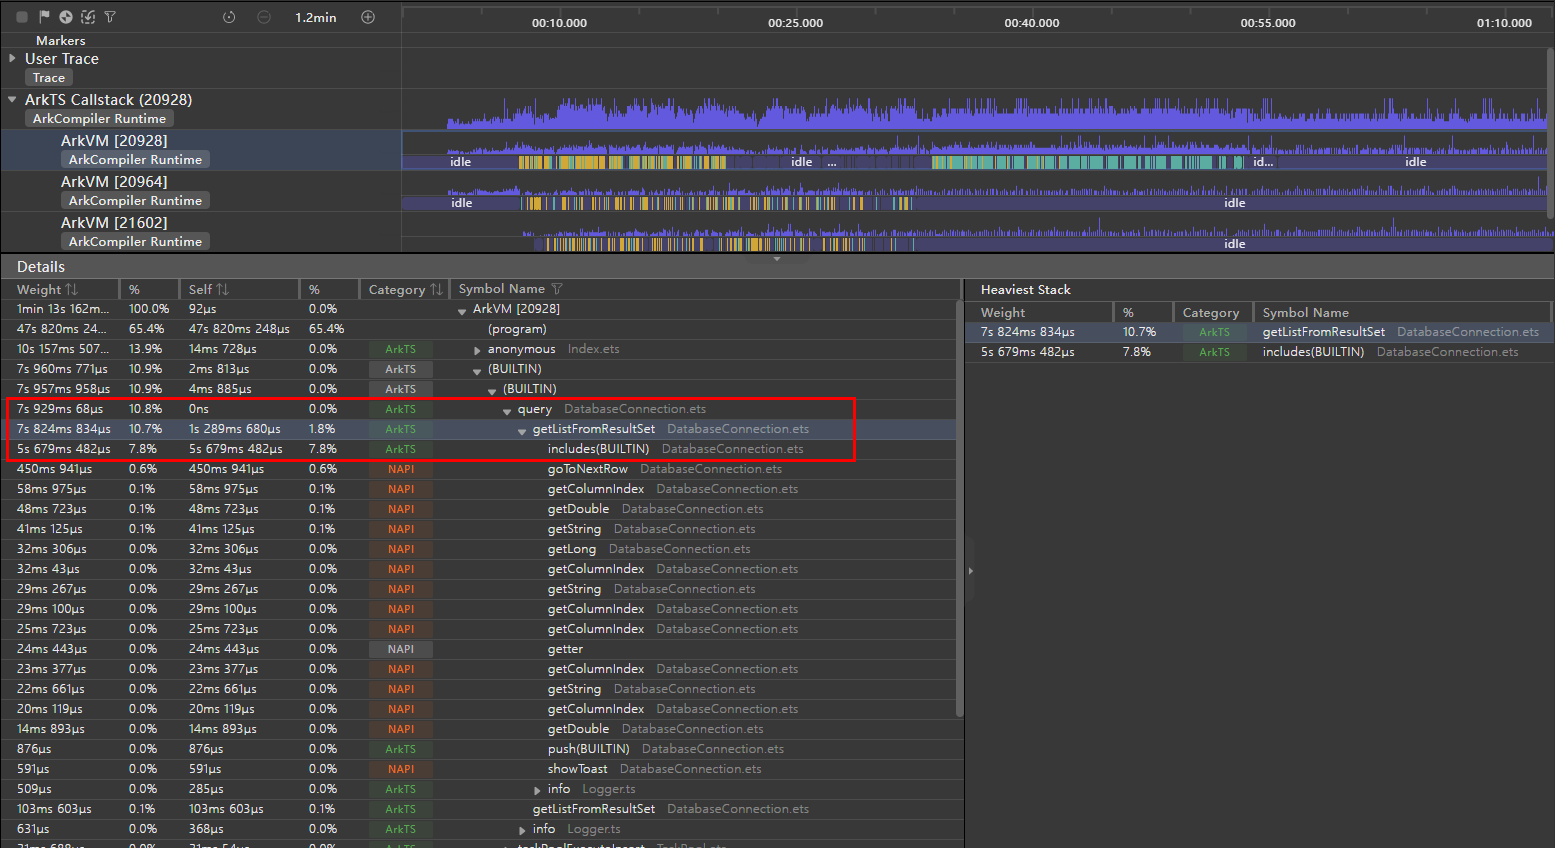 1.2min
00:10.000 00:25.000 00:40.000 00:55.000 01:10.000
Markers
User Trace
Trace
ArkTS Callstack (20928)
ArkCompiler Runtime
ArkVM [20928]
ArkCompiler Runtime
idle idle ... id... idle
ArkVM [20964]
ArkCompiler Runtime
idle idle
ArkVM [21602]
ArkCompiler Runtime
idle
Details
Weight % Self % Category Symbol Name
1min 13s 162m... 100.0% 92μs 0.0% ArkVM [20928]
47s 820ms 24... 65.4% 47s 820ms 248μs 65.4% (program)
10s 157ms 507... 13.9% 14ms 728μs 0.0% ArkTS anonymous Index.ets
7s 960ms 771μs 10.9% 2ms 813μs 0.0% ArkTS (BUILTIN)
7s 957ms 958μs 10.9% 4ms 885μs 0.0% ArkTS (BUILTIN)
7s 929ms 68μs 10.8% 0ns 0.0% ArkTS query DatabaseConnection.ets
7s 824ms 834μs 10.7% 1s 289ms 680μs 1.8% ArkTS getListFromResultSet DatabaseConnection.ets
5s 679ms 482μs 7.8% 5s 679ms 482μs 7.8% ArkTS includes(BUILTIN) DatabaseConnection.ets
450ms 941μs 0.6% 450ms 941μs 0.6% NAPI goToNextRow DatabaseConnection.ets
58ms 975μs 0.1% 58ms 975μs 0.1% NAPI getColumnIndex DatabaseConnection.ets
48ms 723μs 0.1% 48ms 723μs 0.1% NAPI getDouble DatabaseConnection.ets
41ms 125μs 0.1% 41ms 125μs 0.1% NAPI getString DatabaseConnection.ets
32ms 306μs 0.0% 32ms 306μs 0.0% NAPI getLong DatabaseConnection.ets
32ms 43μs 0.0% 32ms 43μs 0.0% NAPI getColumnIndex DatabaseConnection.ets
29ms 267μs 0.0% 29ms 267μs 0.0% NAPI getString DatabaseConnection.ets
29ms 100μs 0.0% 29ms 100μs 0.0% NAPI getColumnIndex DatabaseConnection.ets
25ms 723μs 0.0% 25ms 723μs 0.0% NAPI getColumnIndex DatabaseConnection.ets
24ms 443μs 0.0% 24ms 443μs 0.0% NAPI getter
23ms 377μs 0.0% 23ms 377μs 0.0% NAPI getColumnIndex DatabaseConnection.ets
22ms 661μs 0.0% 22ms 661μs 0.0% NAPI getString DatabaseConnection.ets
20ms 119μs 0.0% 20ms 119μs 0.0% NAPI getColumnIndex DatabaseConnection.ets
14ms 893μs 0.0% 14ms 893μs 0.0% NAPI getDouble DatabaseConnection.ets
876μs 0.0% 876μs 0.0% ArkTS push(BUILTIN) DatabaseConnection.ets
591μs 0.0% 591μs 0.0% NAPI showToast DatabaseConnection.ets
509μs 0.0% 285μs 0.0% ArkTS info Logger.ts
103ms 603μs 0.1% 103ms 603μs 0.1% ArkTS getListFromResultSet DatabaseConnection.ets
631μs 0.0% 368μs 0.0% ArkTS info Logger.ts
Heaviest Stack
Weight % Category Symbol Name
7s 824ms 834μs 10.7% ArkTS getListFromResultSet DatabaseConnection.ets
5s 679ms 482μs 7.8% ArkTS includes(BUILTIN) DatabaseConnection.ets